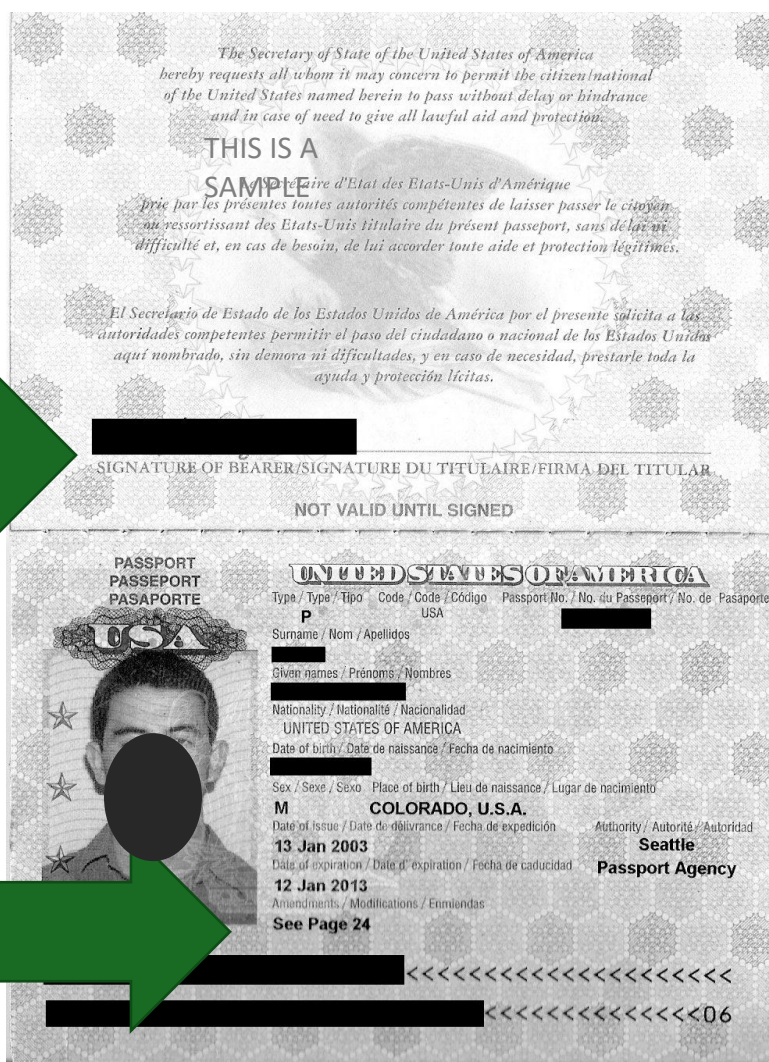 The Secretary of State of the United States of America
hereby requests all whom it may concern to permit the citizen/national
of the United States named herein to pass without delay or hindrance
and in case of need to give all lawful aid and protection.
THIS IS A
SAMPLE
Le Secrétaire d'Etat des Etats-Unis d'Amérique
prie par les présentes toutes autorités compétentes de laisser passer le citoyen
ou ressortissant des Etats-Unis titulaire du présent passeport, sans délai ni
difficulté et, en cas de besoin, de lui accorder toute aide et protection légitimes.
El Secretario de Estado de los Estados Unidos de América por el presente solicita a las
autoridades competentes permitir el paso del ciudadano o nacional de los Estados Unidos
aquí nombrado, sin demora ni dificultades, y en caso de necesidad, prestarle toda la
ayuda y protección lícitas.
SIGNATURE OF BEARER/SIGNATURE DU TITULAIRE/FIRMA DEL TITULAR
NOT VALID UNTIL SIGNED
PASSPORT
PASSEPORT
PASAPORTE
USA
UNITED STATES OF AMERICA
Type / Type / Tipo Code / Code / Código Passport No. / No. du Passeport / No. de Pasaporte
P USA
Surname / Nom / Apellidos
Given names / Prénoms / Nombres
Nationality / Nationalité / Nacionalidad
UNITED STATES OF AMERICA
Date of birth / Date de naissance / Fecha de nacimiento
Sex / Sexe / Sexo Place of birth / Lieu de naissance / Lugar de nacimiento
M COLORADO, U.S.A.
Date of issue / Date de délivrance / Fecha de expedición Authority / Autorité / Autoridad
13 Jan 2003 Seattle
Date of expiration / Date d'expiration / Fecha de caducidad Passport Agency
12 Jan 2013
Amendments / Modifications / Enmiendas
See Page 24
<<<<<<<<<<<<<<<<<<<<<
<<<<<<<<<<<<<<06